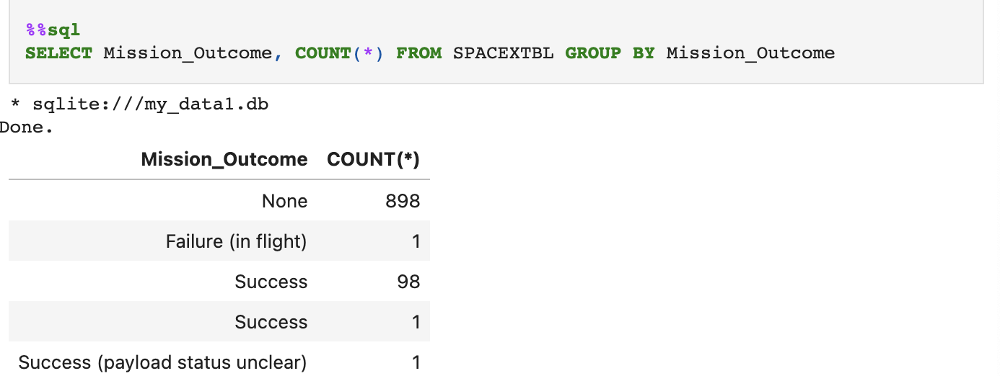 %%sql
SELECT Mission_Outcome, COUNT(*) FROM SPACEXTBL GROUP BY Mission_Outcome
* sqlite:///my_data1.db
Done.
Mission_Outcome COUNT(*)
None 898
Failure (in flight) 1
Success 98
Success 1
Success (payload status unclear) 1